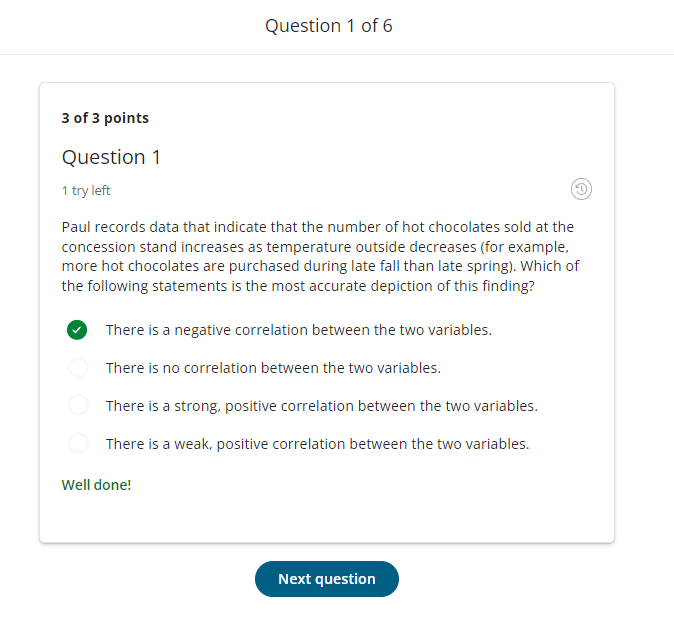 Question 1 of 6
3 of 3 points
Question 1
1 try left
Paul records data that indicate that the number of hot chocolates sold at the
concession stand increases as temperature outside decreases (for example,
more hot chocolates are purchased during late fall than late spring). Which of
the following statements is the most accurate depiction of this finding?
There is a negative correlation between the two variables.
There is no correlation between the two variables.
There is a strong, positive correlation between the two variables.
There is a weak, positive correlation between the two variables.
Well done!
Next question